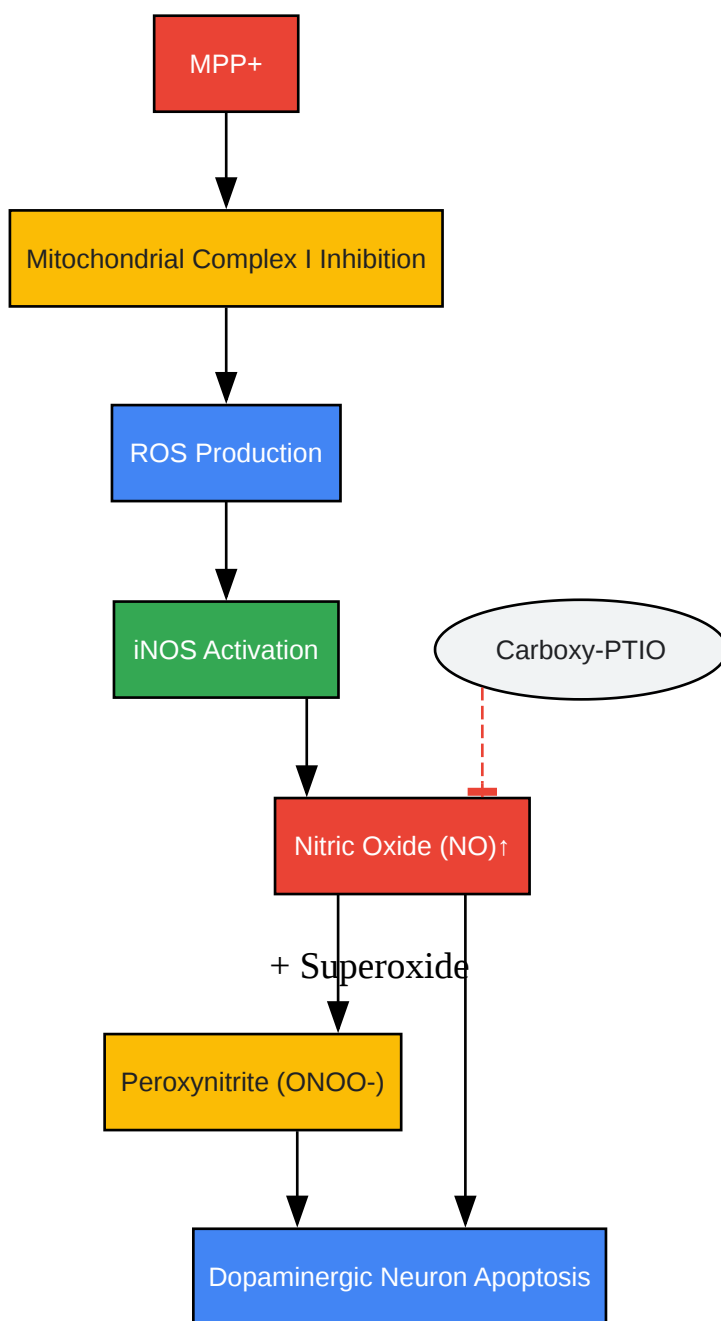 MPP+
Mitochondrial Complex I Inhibition
ROS Production
iNOS Activation
Carboxy-PTIO
Nitric Oxide (NO)↑
+ Superoxide
Peroxynitrite (ONOO-)
Dopaminergic Neuron Apoptosis